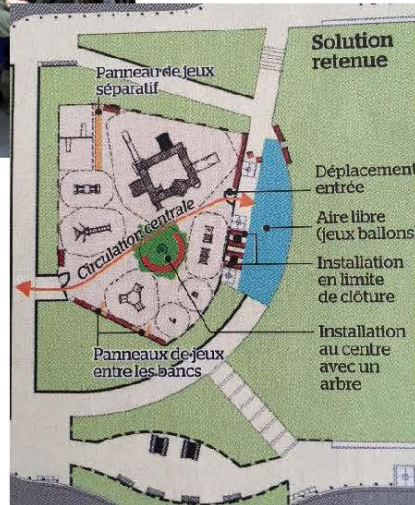 Solution
retenue
Panneau de jeux
séparatif
Déplacement
entrée
Circulation centrale
Aire libre
(jeux ballons)
Installation
en limite
de clôture
Installation
au centre
avec un
arbre
Panneaux de jeux
entre les bancs